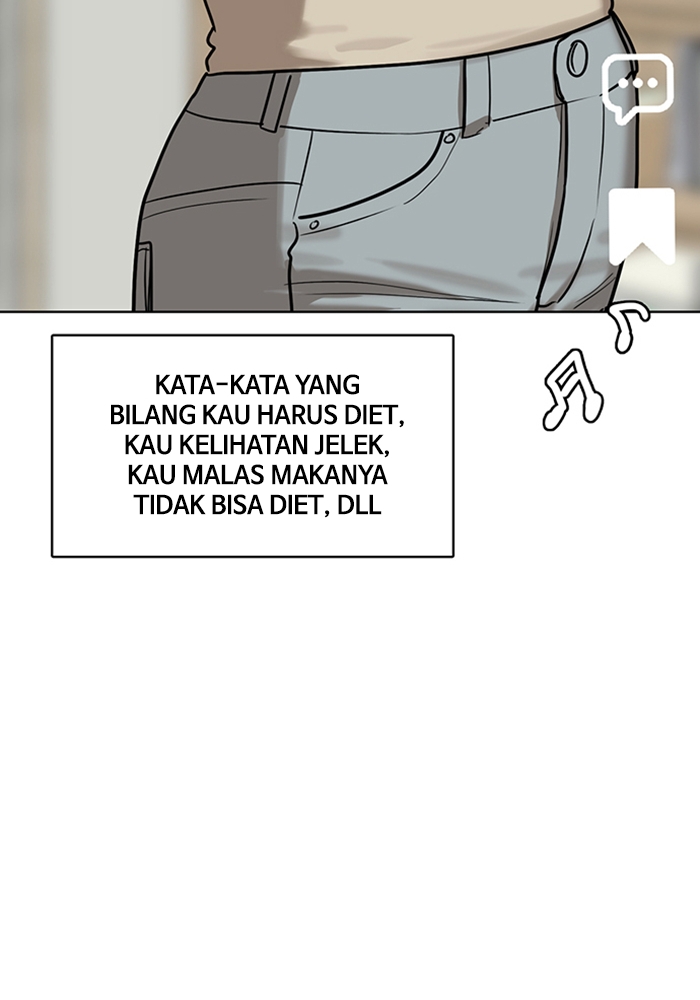 KATA-KATA YANG
BILANG KAU HARUS DIET,
KAU KELIHATAN JELEK,
KAU MALAS MAKANYA
TIDAK BISA DIET, DLL